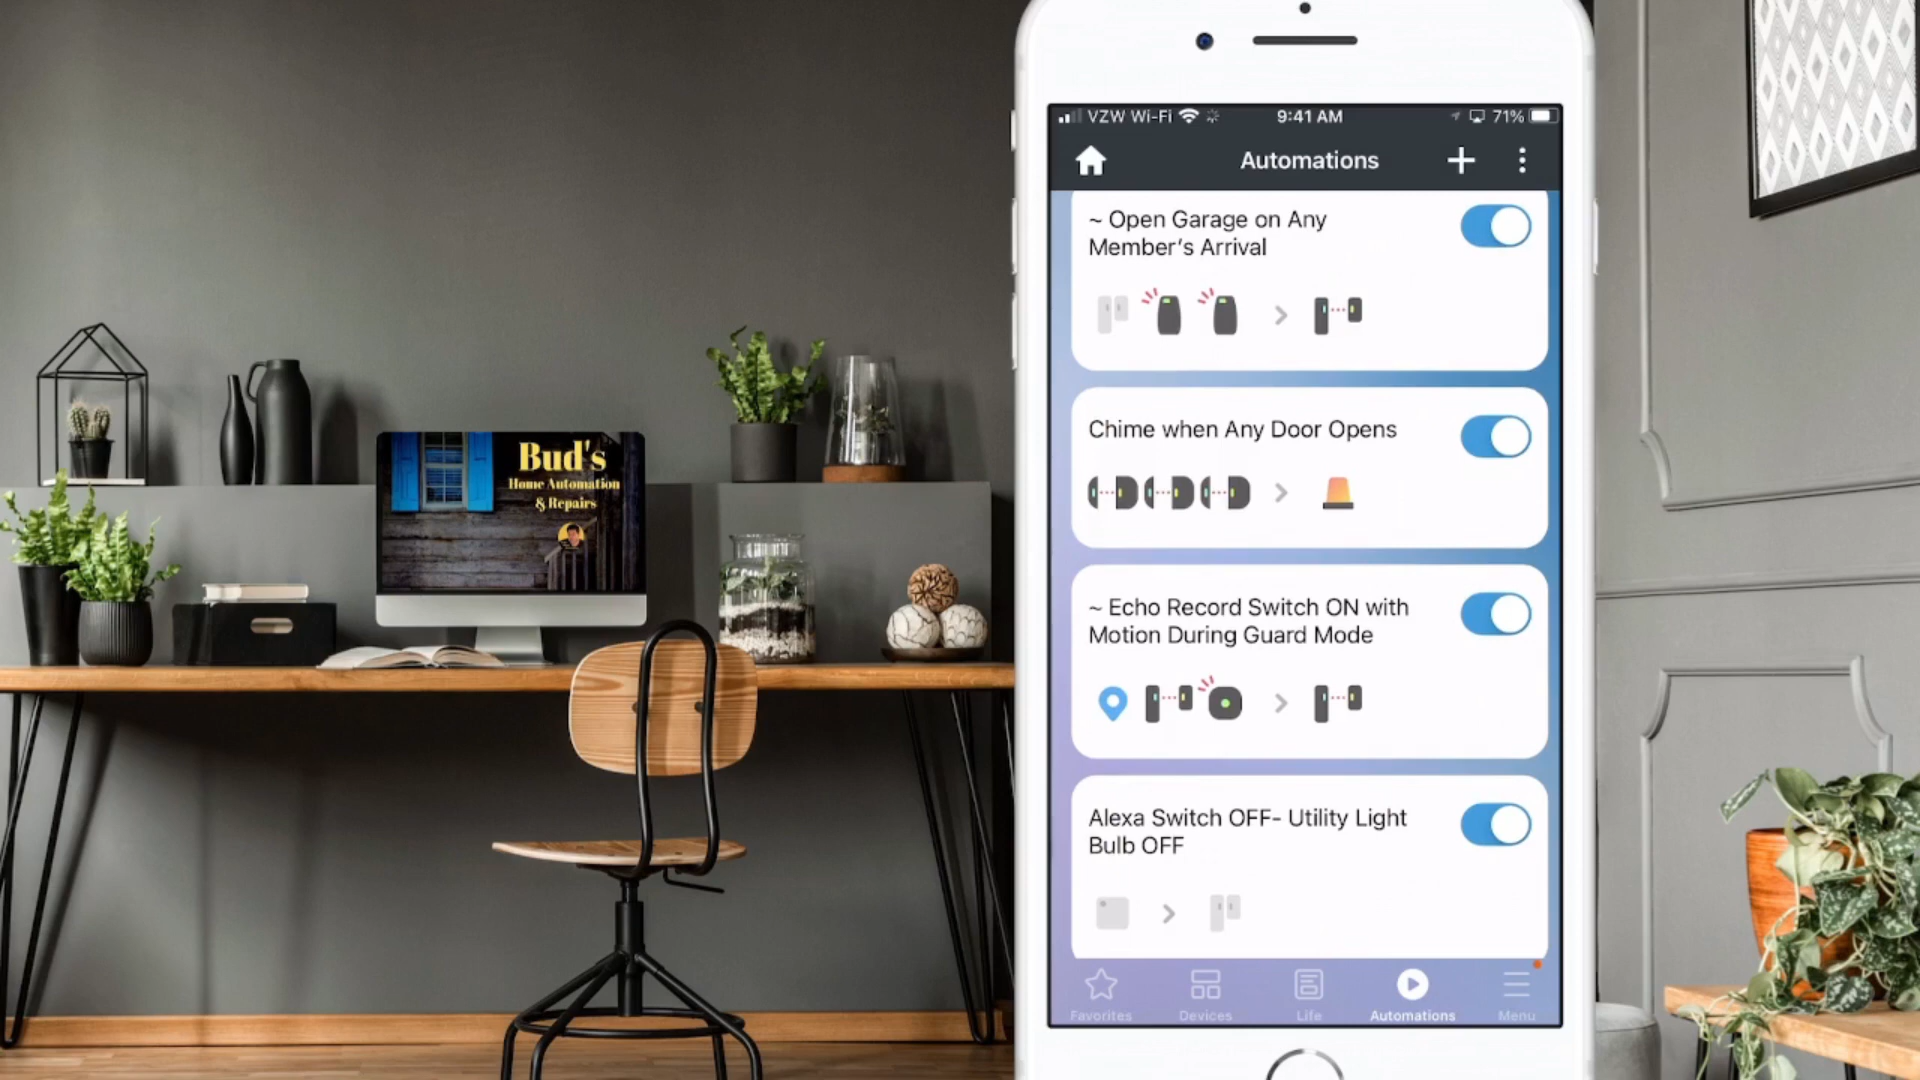 Bud's
Home Automation
& Repairs
VZW Wi-Fi 9:41 AM 71%
Automations
~ Open Garage on Any
Member's Arrival
Chime when Any Door Opens
~ Echo Record Switch ON with
Motion During Guard Mode
Alexa Switch OFF- Utility Light
Bulb OFF
Favorites Devices Life Automations Menu